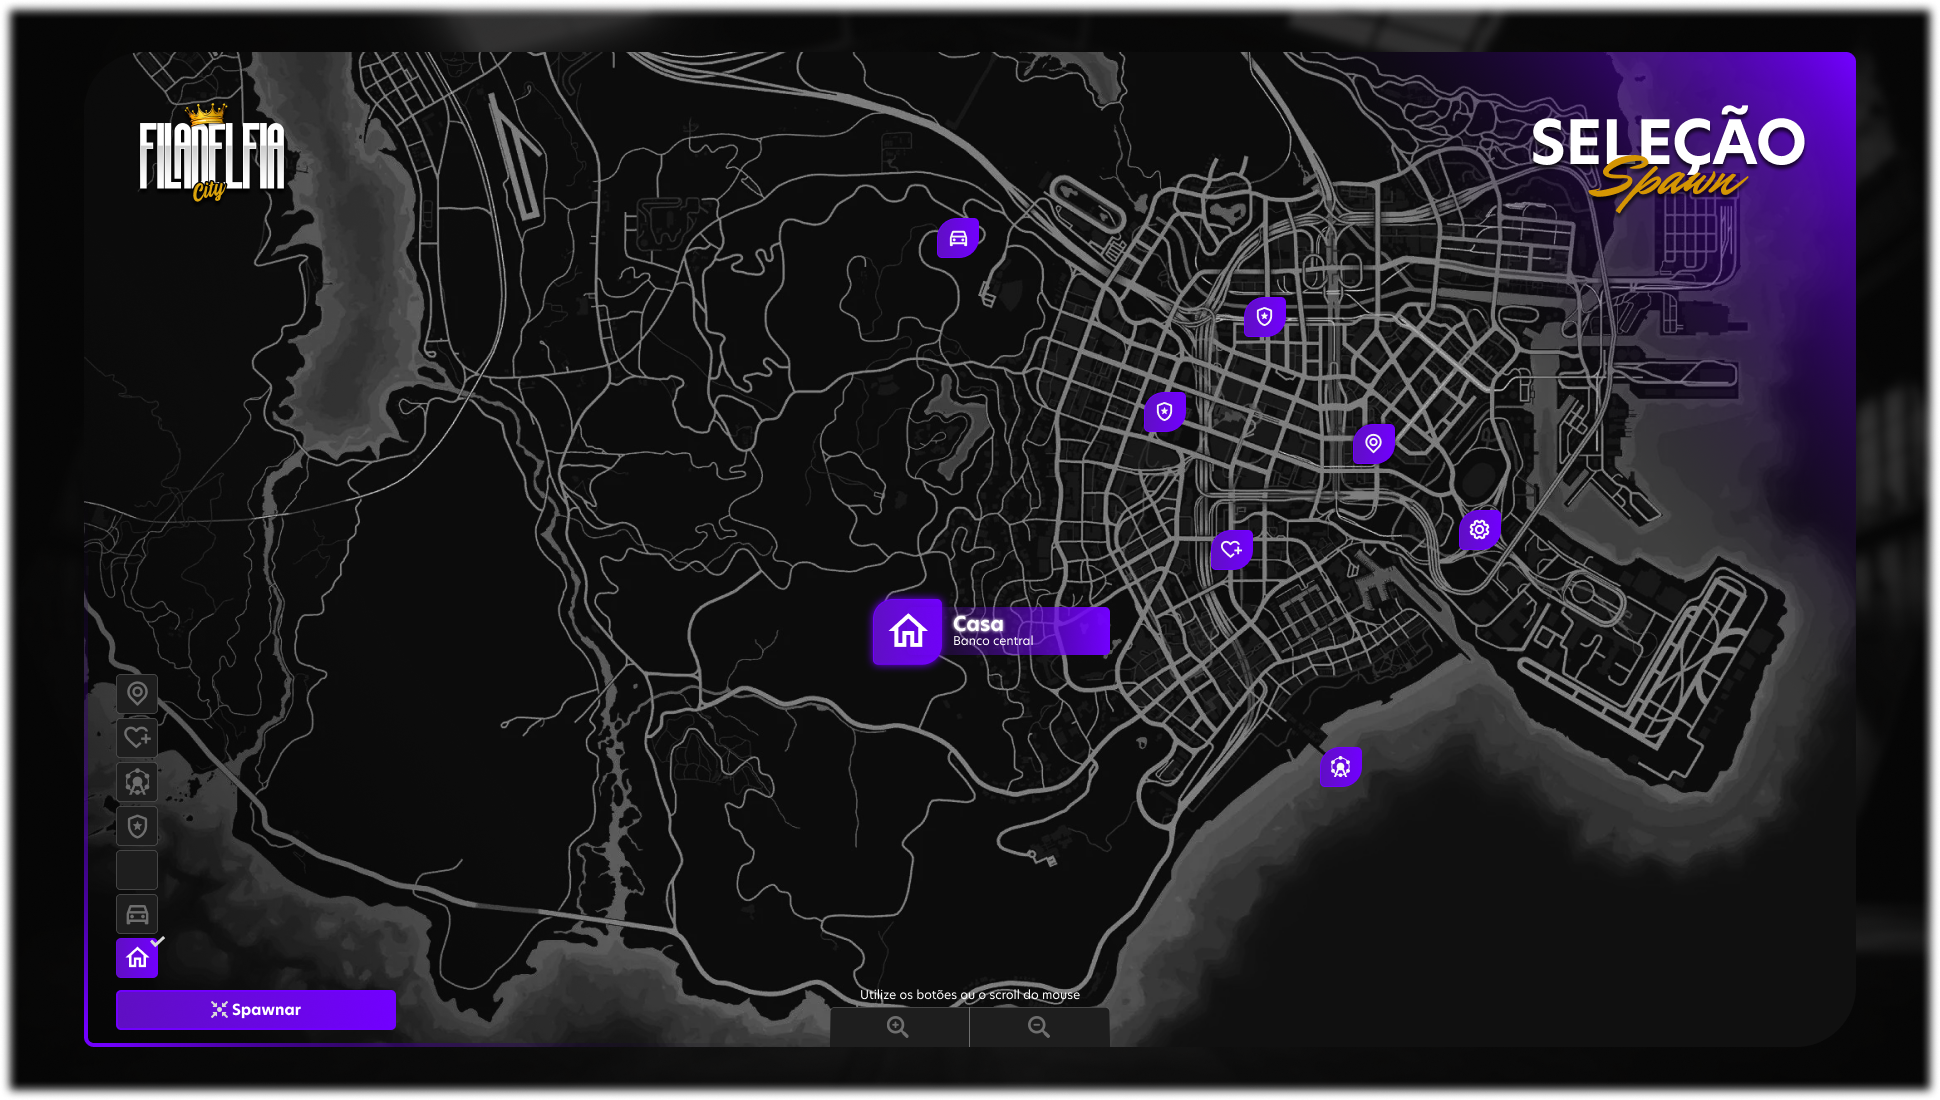 FILADELFIA
City
SELEÇÃO
Spawn
Casa
Banco central
Spawnar
Utilize os botões ou o scroll do mouse